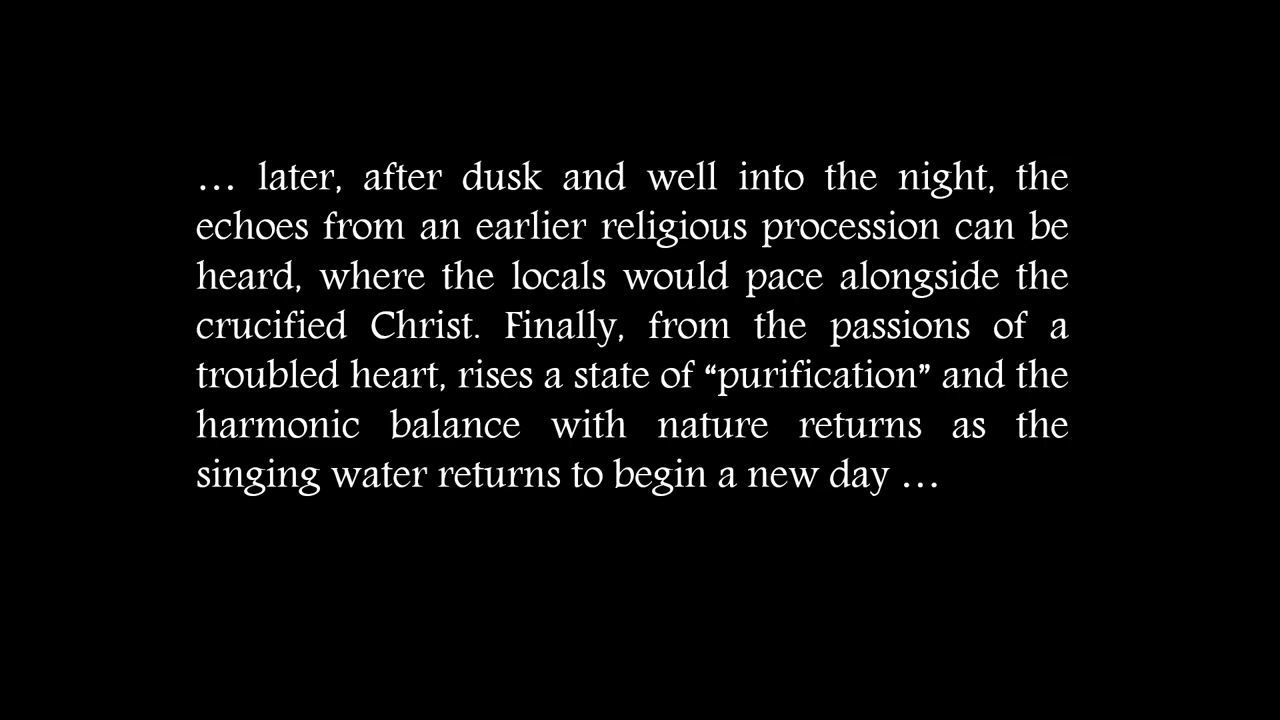 … later, after dusk and well into the night, the
echoes from an earlier religious procession can be
heard, where the locals would pace alongside the
crucified Christ. Finally, from the passions of a
troubled heart, rises a state of “purification” and the
harmonic balance with nature returns as the
singing water returns to begin a new day …